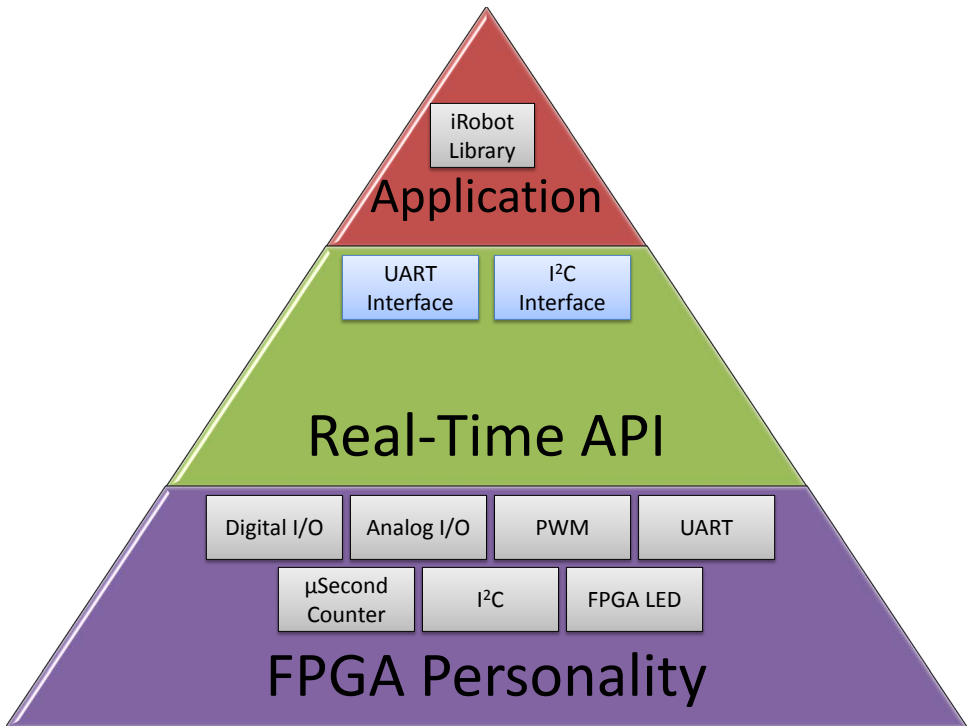 iRobot
Library
Application
UART
Interface
I²C
Interface
Real-Time API
Digital I/O
Analog I/O
PWM
UART
µSecond
Counter
I²C
FPGA LED
FPGA Personality